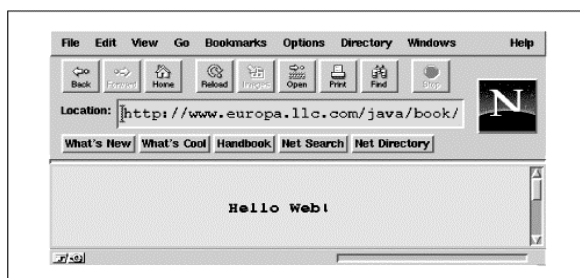 File Edit View Go Bookmarks Options Directory Windows Help
Back Forward Home Reload Images Open Print Find Stop
N
Location: http://www.europa.llc.com/java/book/
What's New What's Cool Handbook Net Search Net Directory
Hello Web!